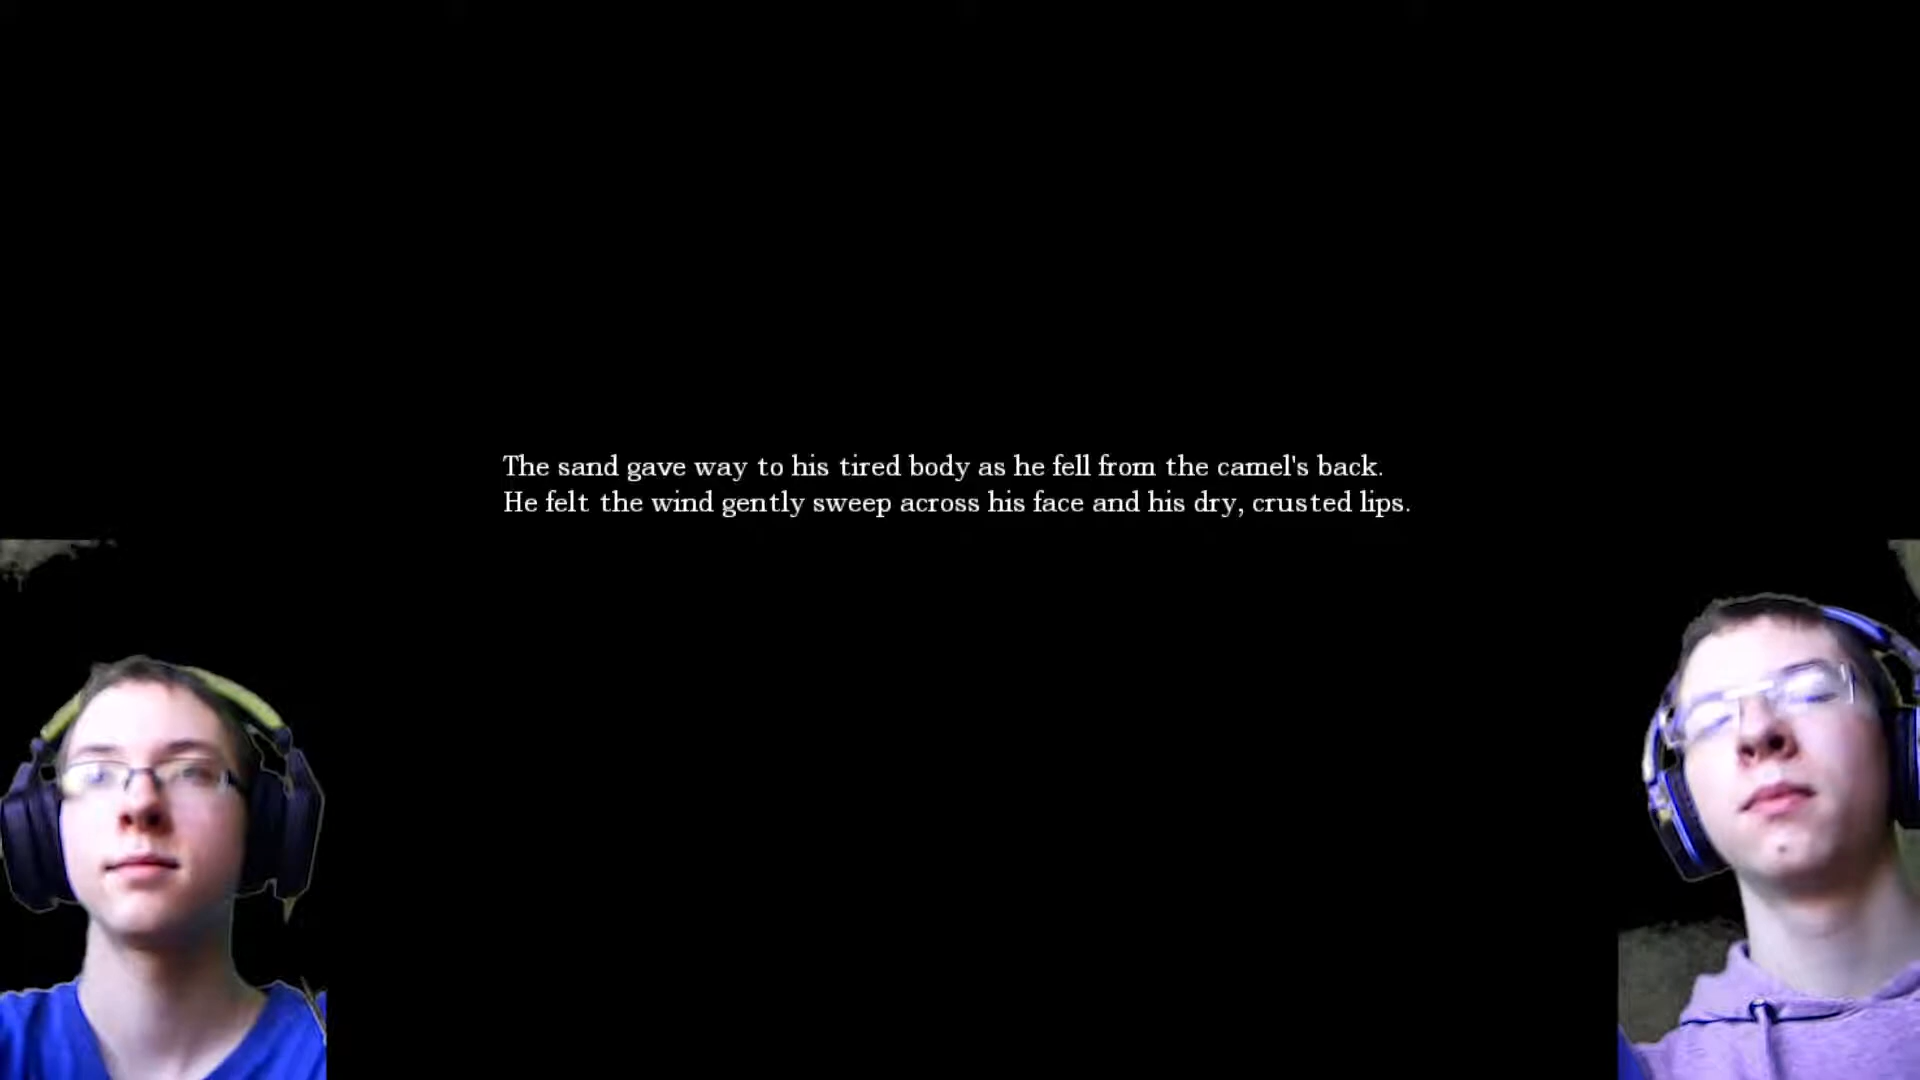 The sand gave way to his tired body as he fell from the camel's back.
He felt the wind gently sweep across his face and his dry, crusted lips.